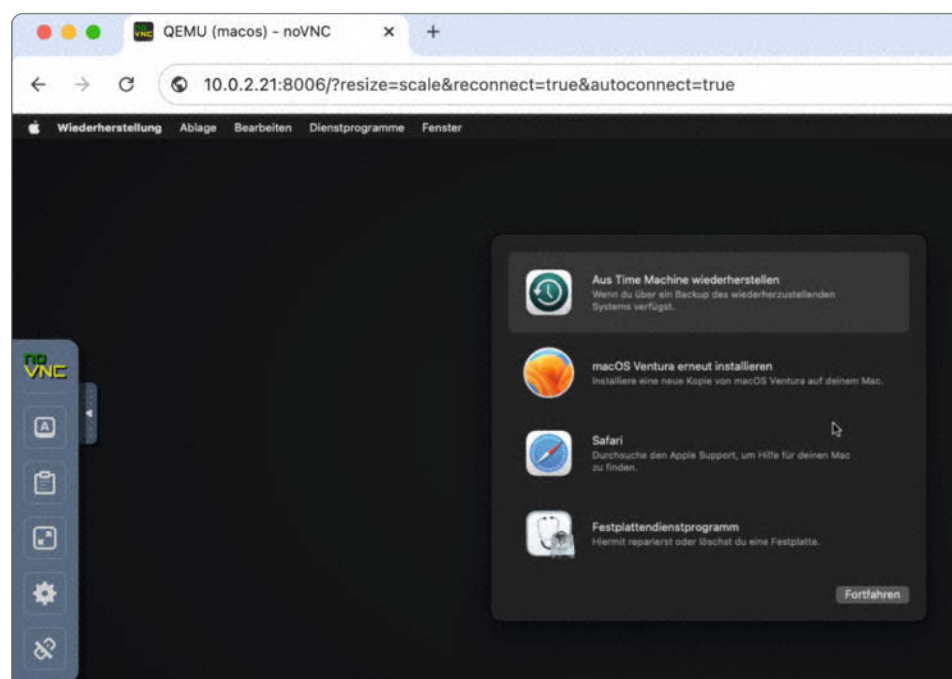 QEMU (macos) - noVNC
10.0.2.21:8006/?resize=scale&reconnect=true&autoconnect=true
Wiederherstellung Ablage Bearbeiten Dienstprogramme Fenster
Aus Time Machine wiederherstellen
Wenn du über ein Backup des wiederherzustellenden
Systems verfügst.
macOS Ventura erneut installieren
Installiere eine neue Kopie von macOS Ventura auf deinem Mac.
Safari
Durchsuche den Apple Support, um Hilfe für deinen Mac
zu finden.
Festplattendienstprogramm
Hiermit reparierst oder löschst du eine Festplatte.
Fortfahren
no
VNC
A